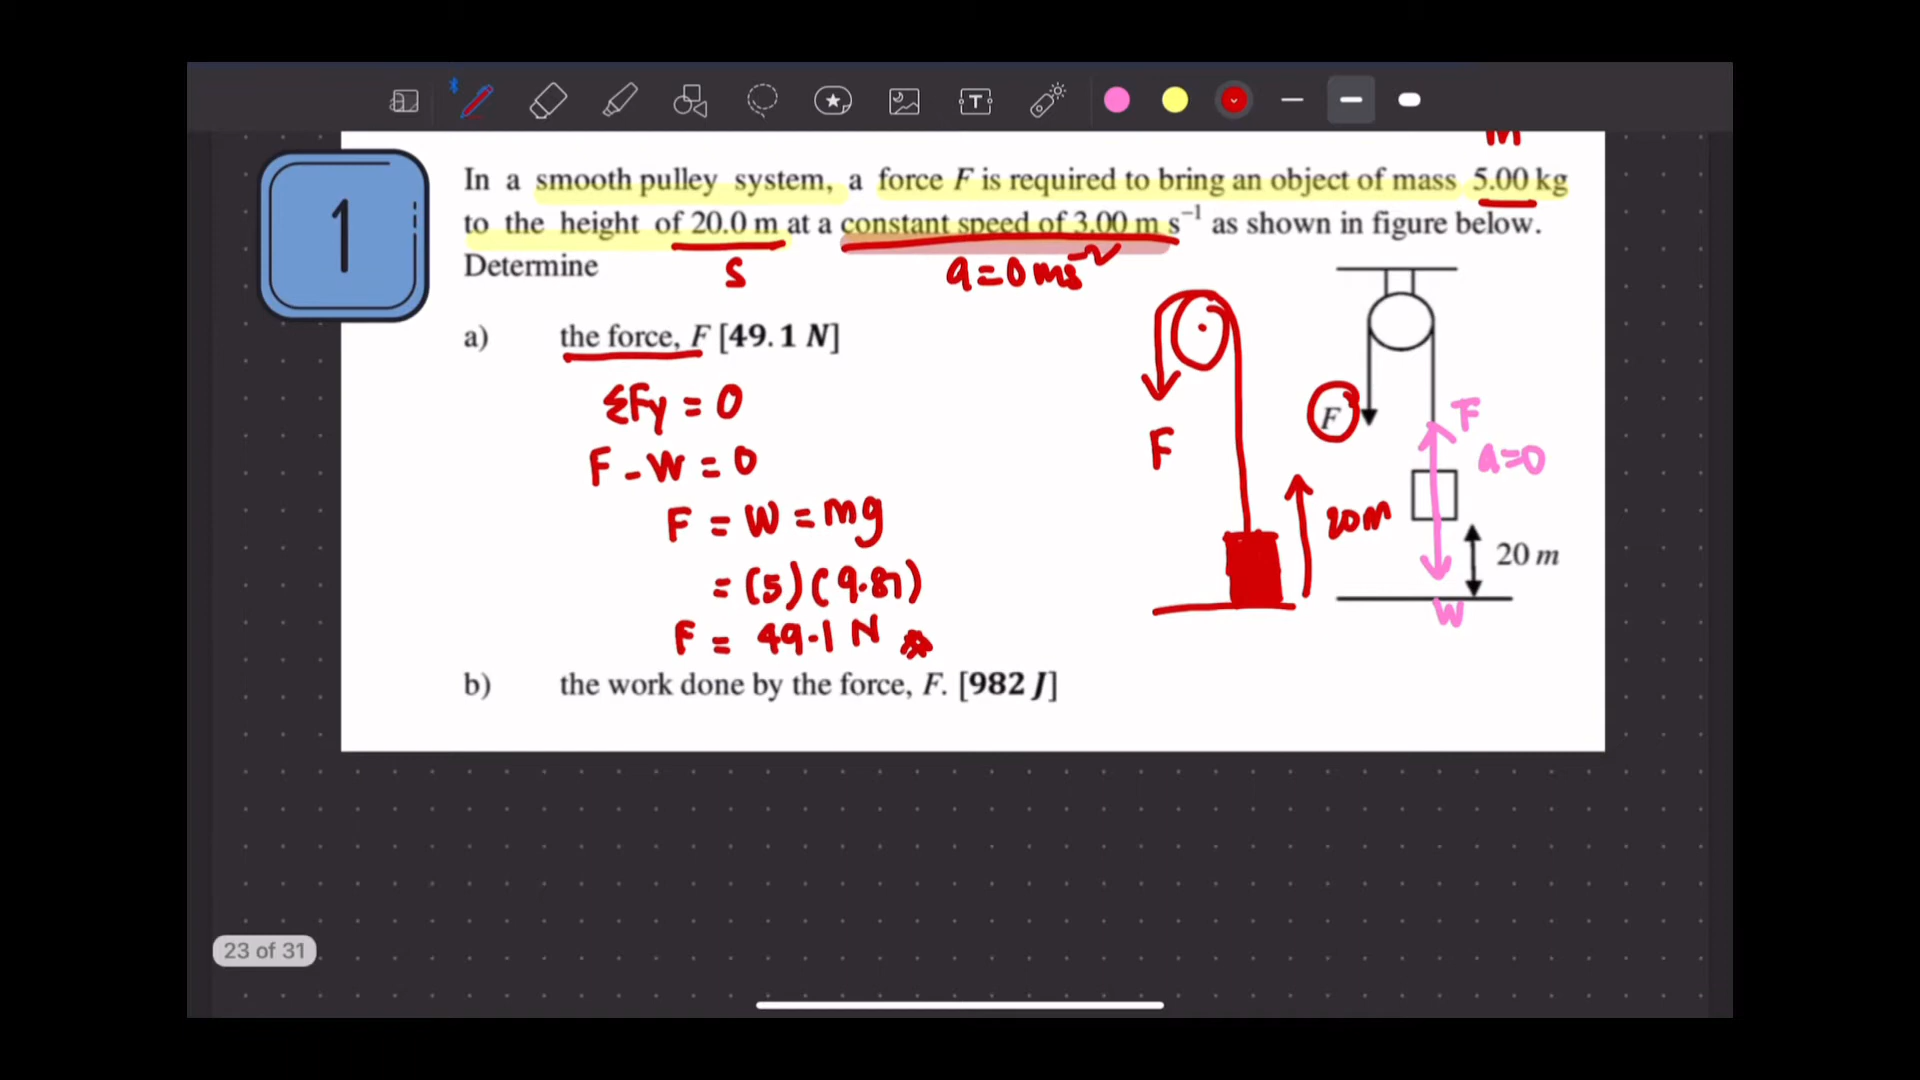 T
M
1
In a smooth pulley system, a force F is required to bring an object of mass 5.00 kg
to the height of 20.0 m at a constant speed of 3.00 m s⁻¹ as shown in figure below.
Determine
s
a=0 ms⁻²
a) the force, F [49.1 N]
ΣFy = 0
F - W = 0
F = W = mg
= (5)(9.81)
F = 49.1 N
F
20m
F
F
a=0
20 m
W
b) the work done by the force, F. [982 J]
23 of 31